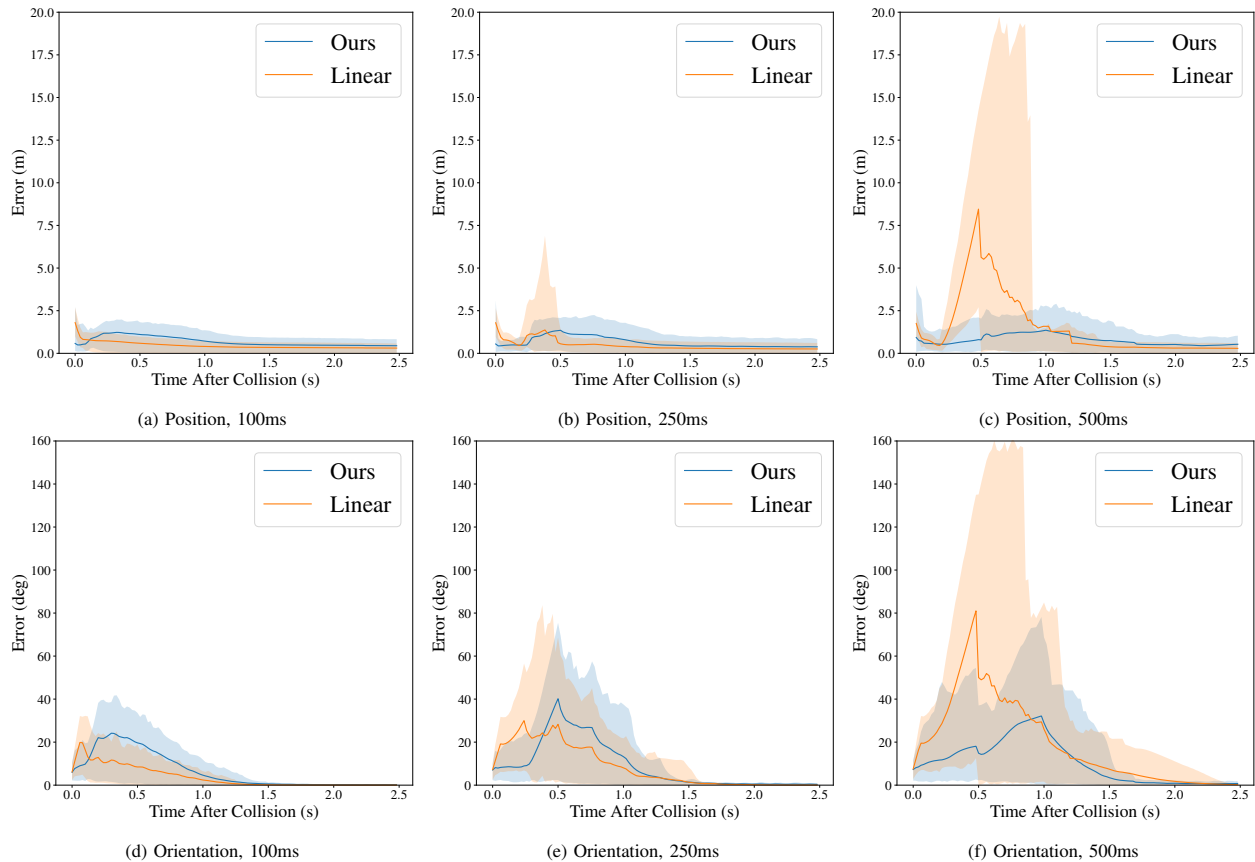 20.0
17.5
15.0
12.5
10.0
7.5
5.0
2.5
0.0
Error (m)
Ours
Linear
0.0 0.5 1.0 1.5 2.0 2.5
Time After Collision (s)
(a) Position, 100ms
20.0
17.5
15.0
12.5
10.0
7.5
5.0
2.5
0.0
Error (m)
Ours
Linear
0.0 0.5 1.0 1.5 2.0 2.5
Time After Collision (s)
(b) Position, 250ms
20.0
17.5
15.0
12.5
10.0
7.5
5.0
2.5
0.0
Error (m)
Ours
Linear
0.0 0.5 1.0 1.5 2.0 2.5
Time After Collision (s)
(c) Position, 500ms
160
140
120
100
80
60
40
20
0
Error (deg)
Ours
Linear
0.0 0.5 1.0 1.5 2.0 2.5
Time After Collision (s)
(d) Orientation, 100ms
160
140
120
100
80
60
40
20
0
Error (deg)
Ours
Linear
0.0 0.5 1.0 1.5 2.0 2.5
Time After Collision (s)
(e) Orientation, 250ms
160
140
120
100
80
60
40
20
0
Error (deg)
Ours
Linear
0.0 0.5 1.0 1.5 2.0 2.5
Time After Collision (s)
(f) Orientation, 500ms